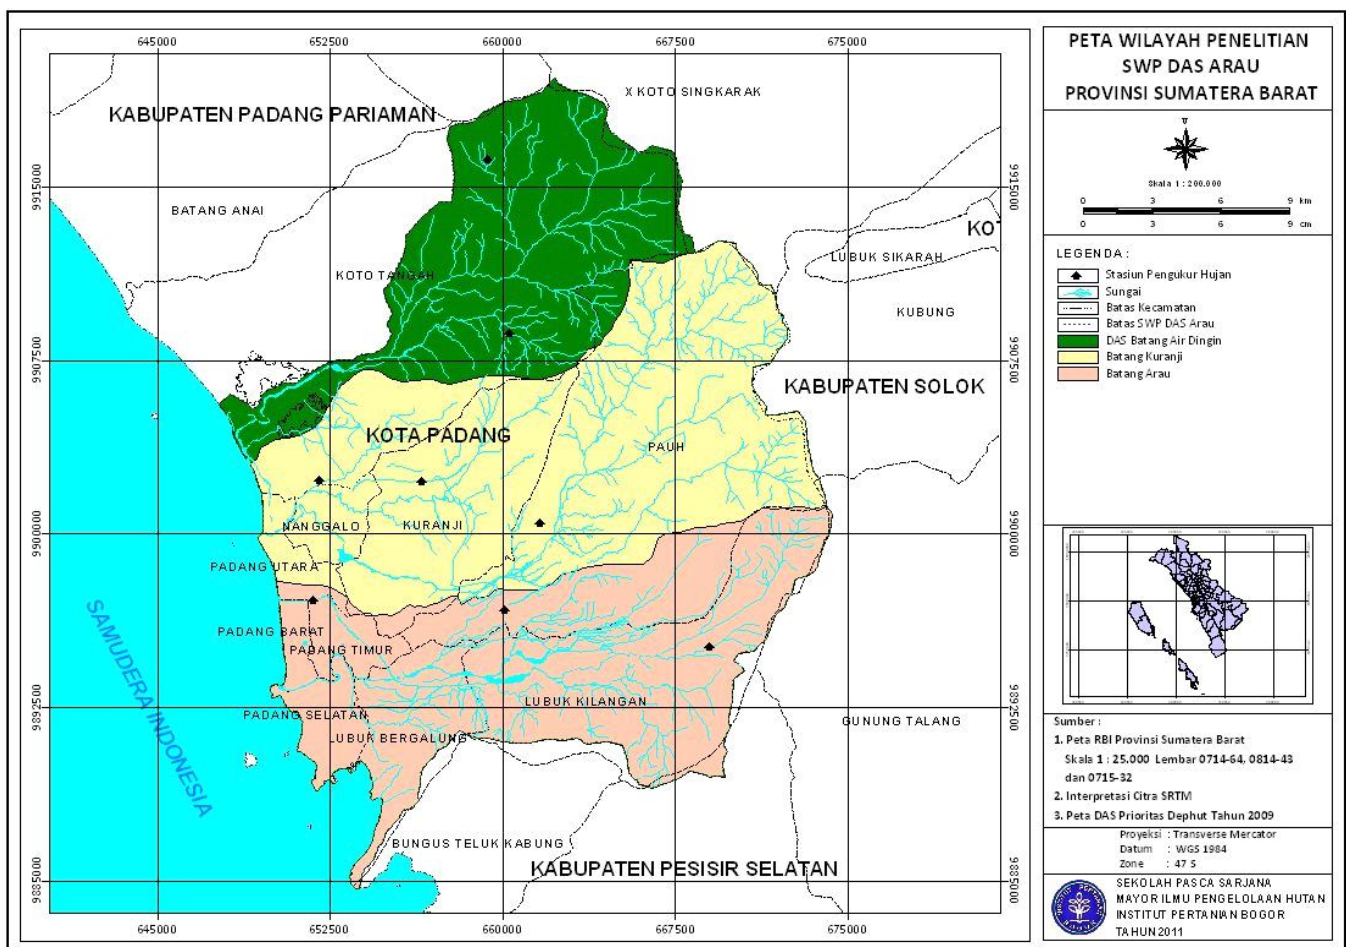 645000 652500 660000 667500 675000
X KOTO SINGKARAK
KABUPATEN PADANG PARIAMAN
9915000 9915000
BATANG ANAI
KOT
LUBUK SIKARAH
KOTO TANGAH
KUBUNG
9907500 9907500
KABUPATEN SOLOK
KOTA PADANG
PAUH
NANGGALO
KURANJI
9900000 9900000
PADANG UTARA
SAMUDERA INDONESIA
PADANG BARAT
PADANG TIMUR
LUBUK KILANGAN
9892500 9892500
PADANG SELATAN
GUNUNG TALANG
LUBUK BERGALUNG
BUNGUS TELUK KABUNG
KABUPATEN PESISIR SELATAN
9885000 9885000
645000 652500 660000 667500 675000
PETA WILAYAH PENELITIAN
SWP DAS ARAU
PROVINSI SUMATERA BARAT
Skala 1 : 200.000
0 3 6 9 km
0 3 6 9 cm
LEGENDA :
Stasiun Pengukur Hujan
Sungai
Batas Kecamatan
Batas SWP DAS Arau
DAS Batang Air Dingin
Batang Kuranji
Batang Arau
Sumber :
1. Peta RBI Provinsi Sumatera Barat
Skala 1 : 25.000 Lembar 0714-64, 0814-43
dan 0715-32
2. Interpretasi Citra SRTM
3. Peta DAS Prioritas Dephut Tahun 2009
Proyeksi : Transverse Mercator
Datum : WGS 1984
Zone : 47 S
SEKOLAH PASCA SARJANA
MAYOR ILMU PENGELOLAAN HUTAN
INSTITUT PERTANIAN BOGOR
TAHUN 2011